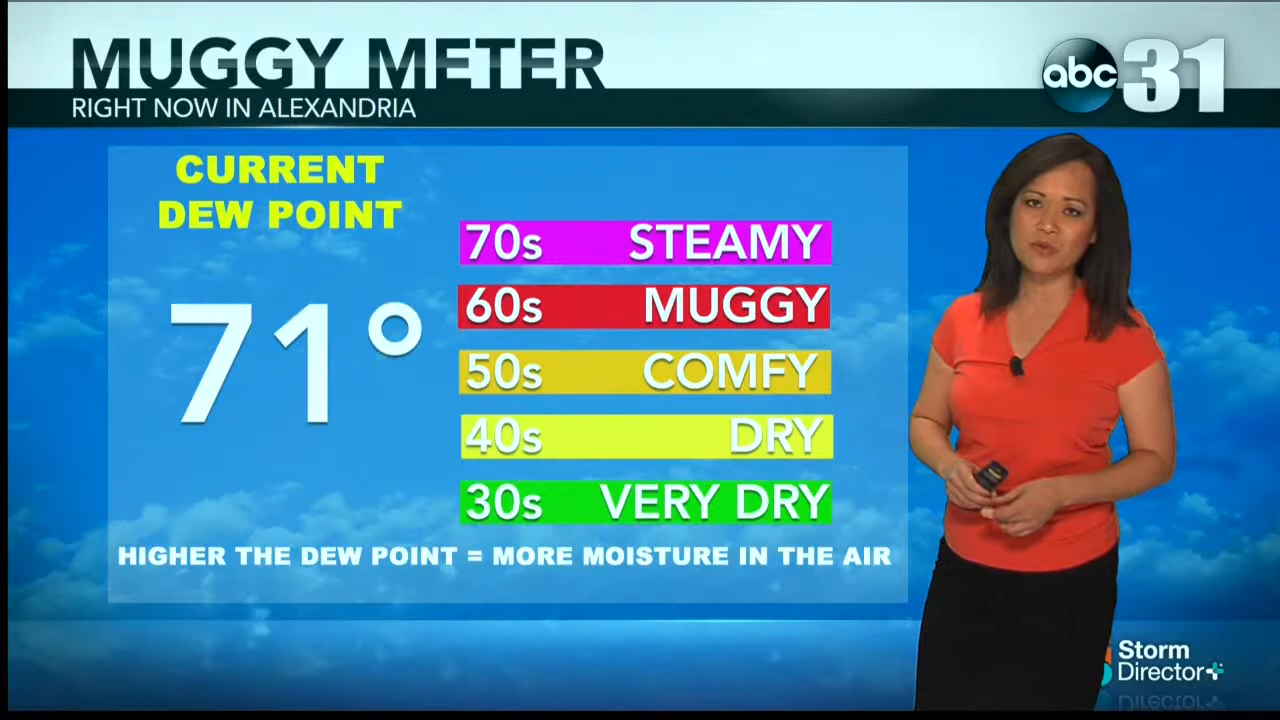 MUGGY METER
RIGHT NOW IN ALEXANDRIA
abc 31
CURRENT
DEW POINT
71°
70s STEAMY
60s MUGGY
50s COMFY
40s DRY
30s VERY DRY
HIGHER THE DEW POINT = MORE MOISTURE IN THE AIR
Storm
Director+